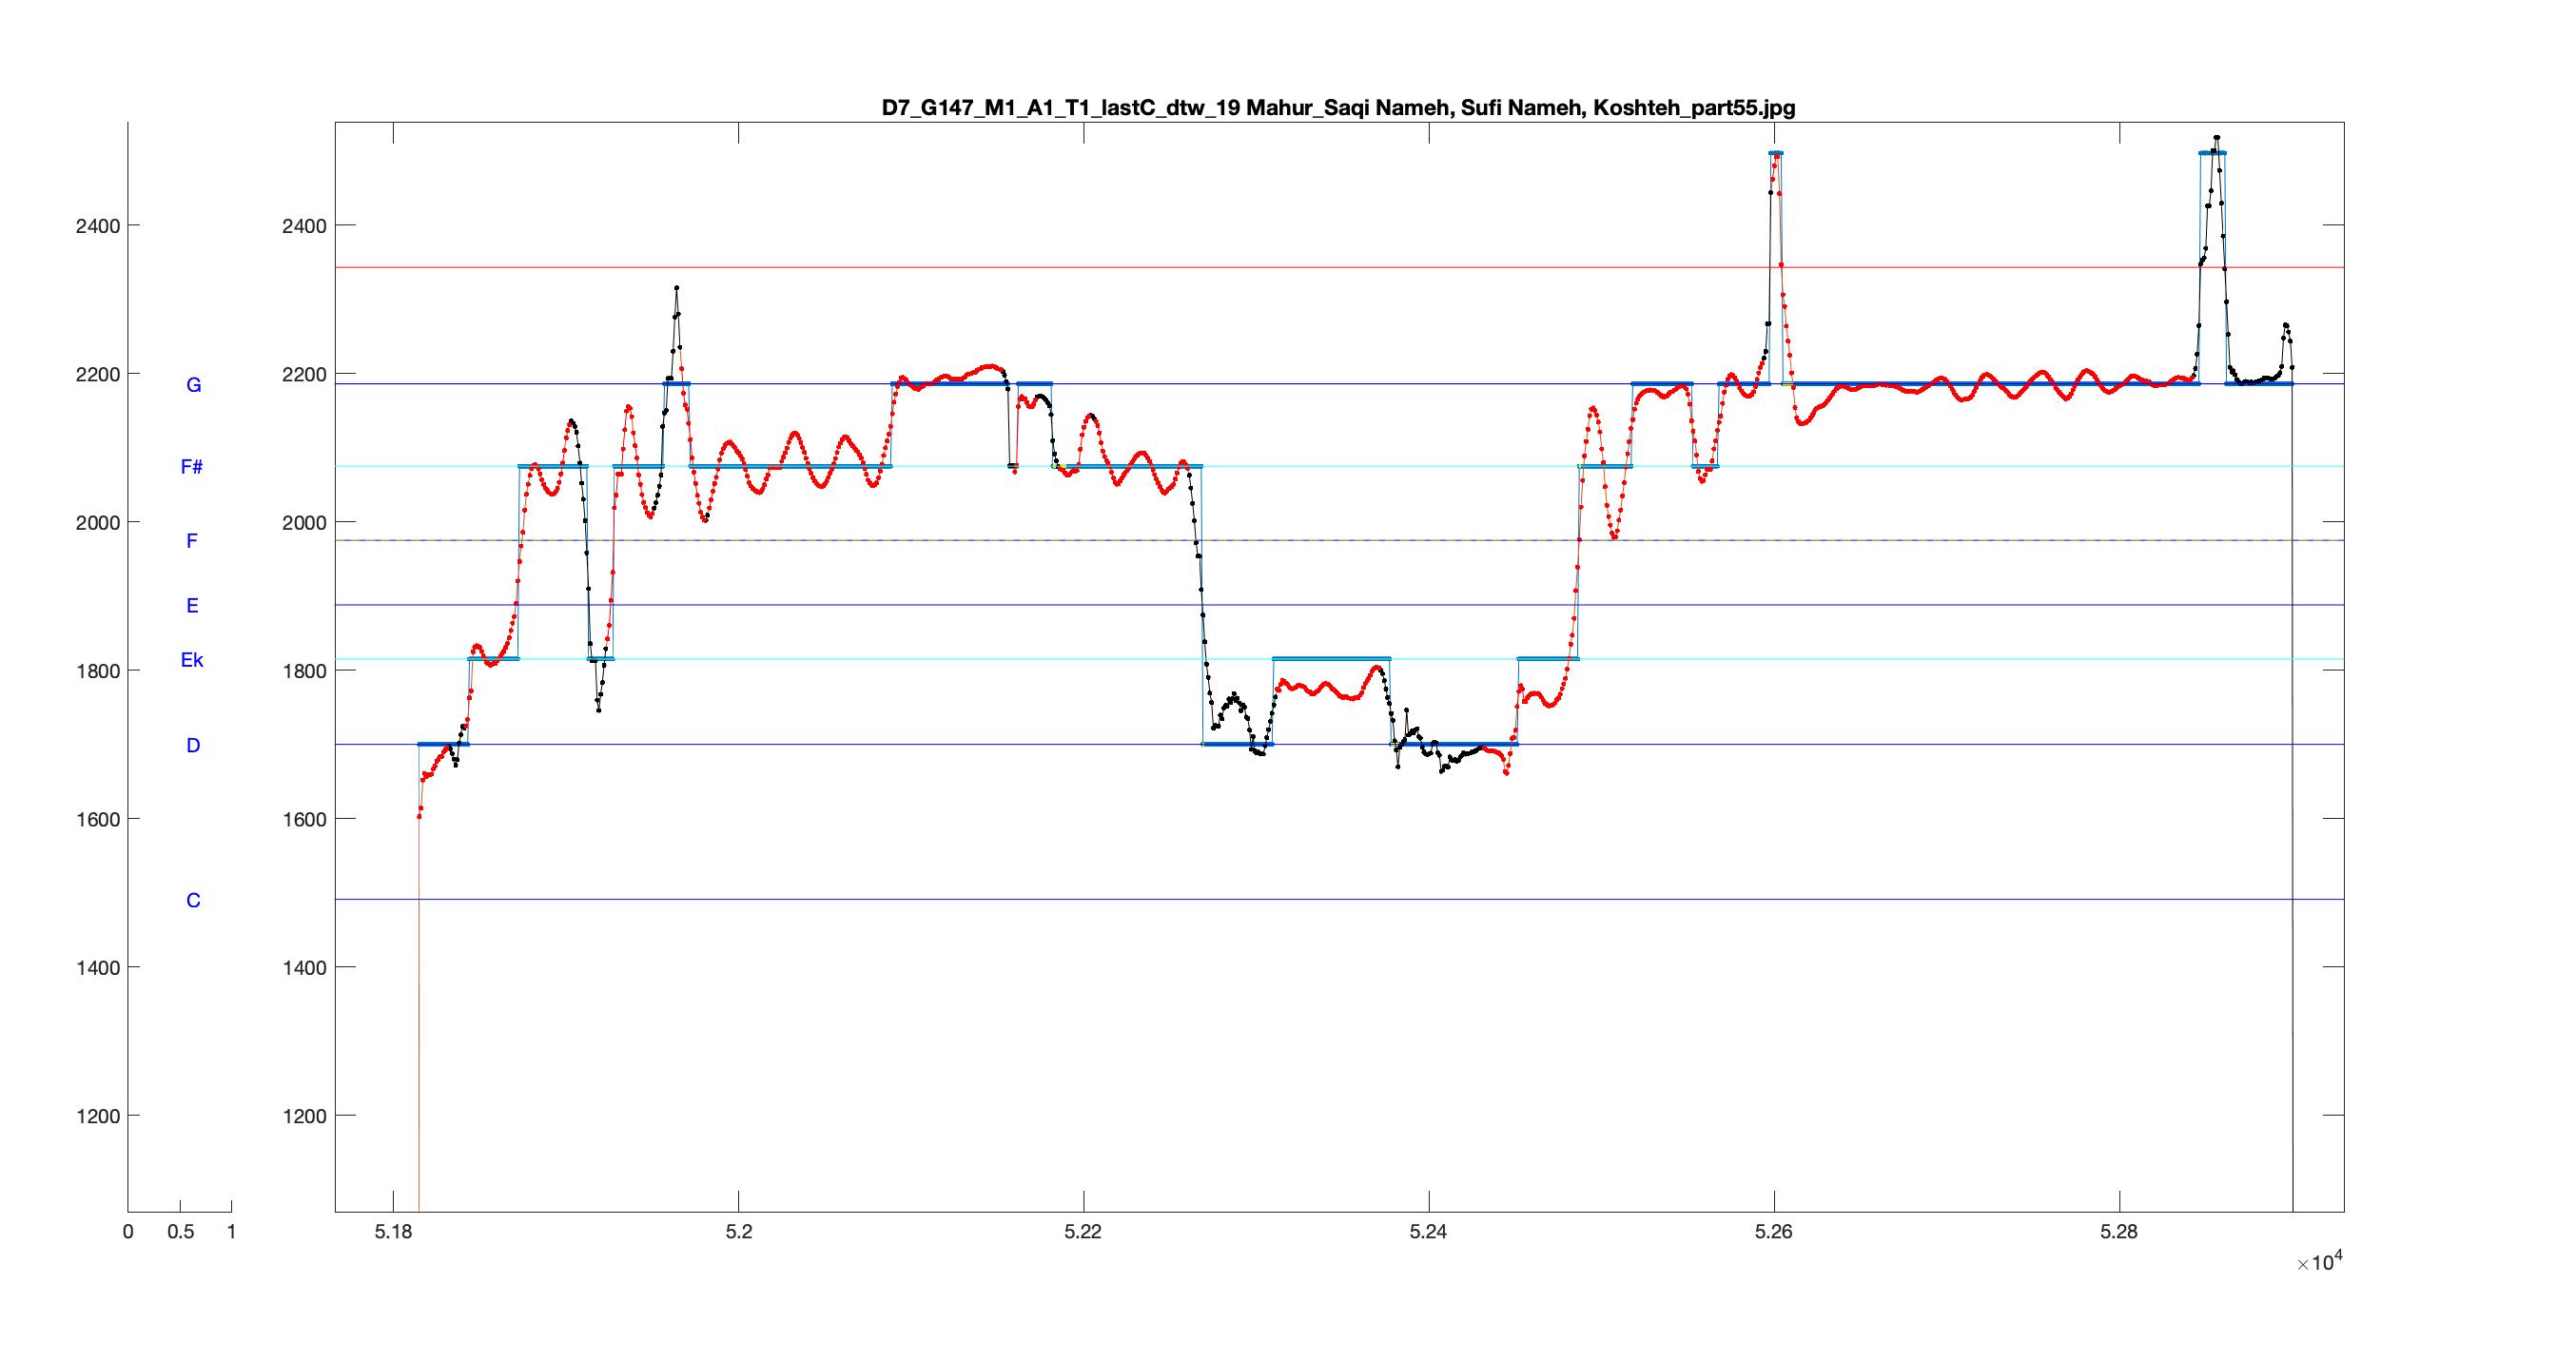 D7_G147_M1_A1_T1_lastC_dtw_19 Mahur_Saqi Nameh, Sufi Nameh, Koshteh_part55.jpg
2400 2400
2200 G 2200
F#
2000 2000
F
E
1800 Ek 1800
D
1600 1600
C
1400 1400
1200 1200
0 0.5 1 5.18 5.2 5.22 5.24 5.26 5.28
×10^4